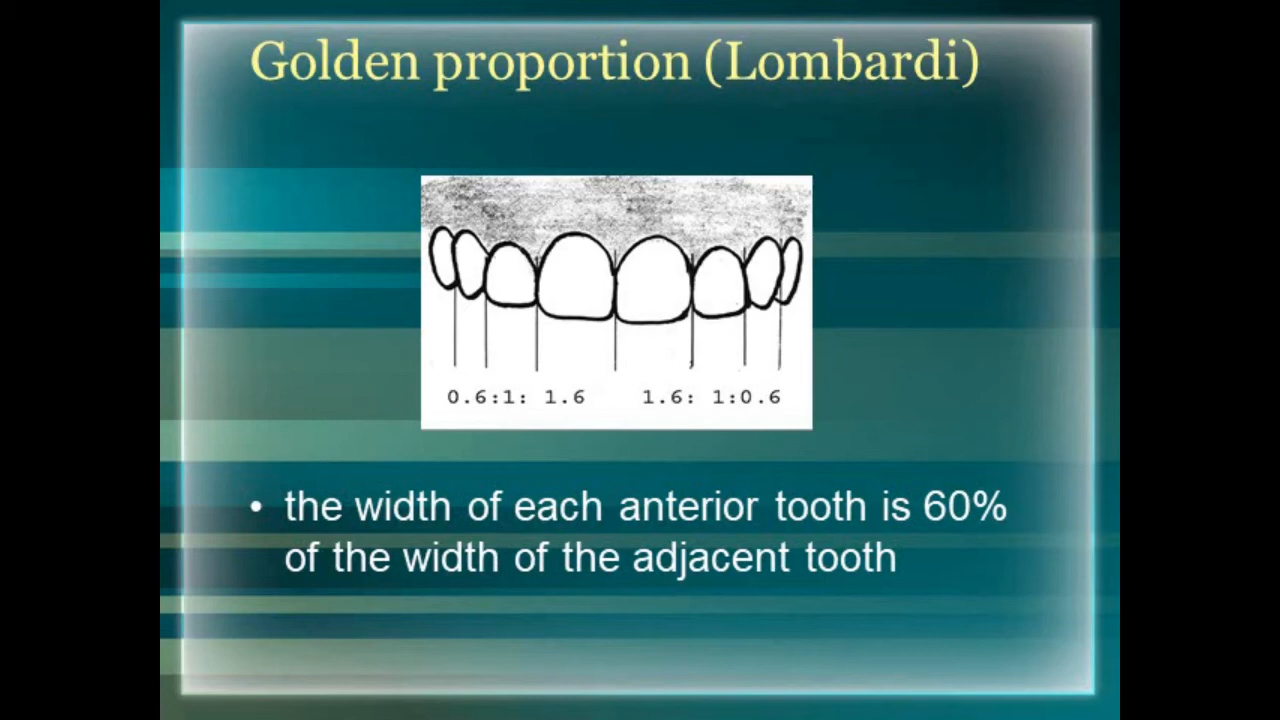 Golden proportion (Lombardi)
0.6:1: 1.6 1.6: 1:0.6
• the width of each anterior tooth is 60%
of the width of the adjacent tooth